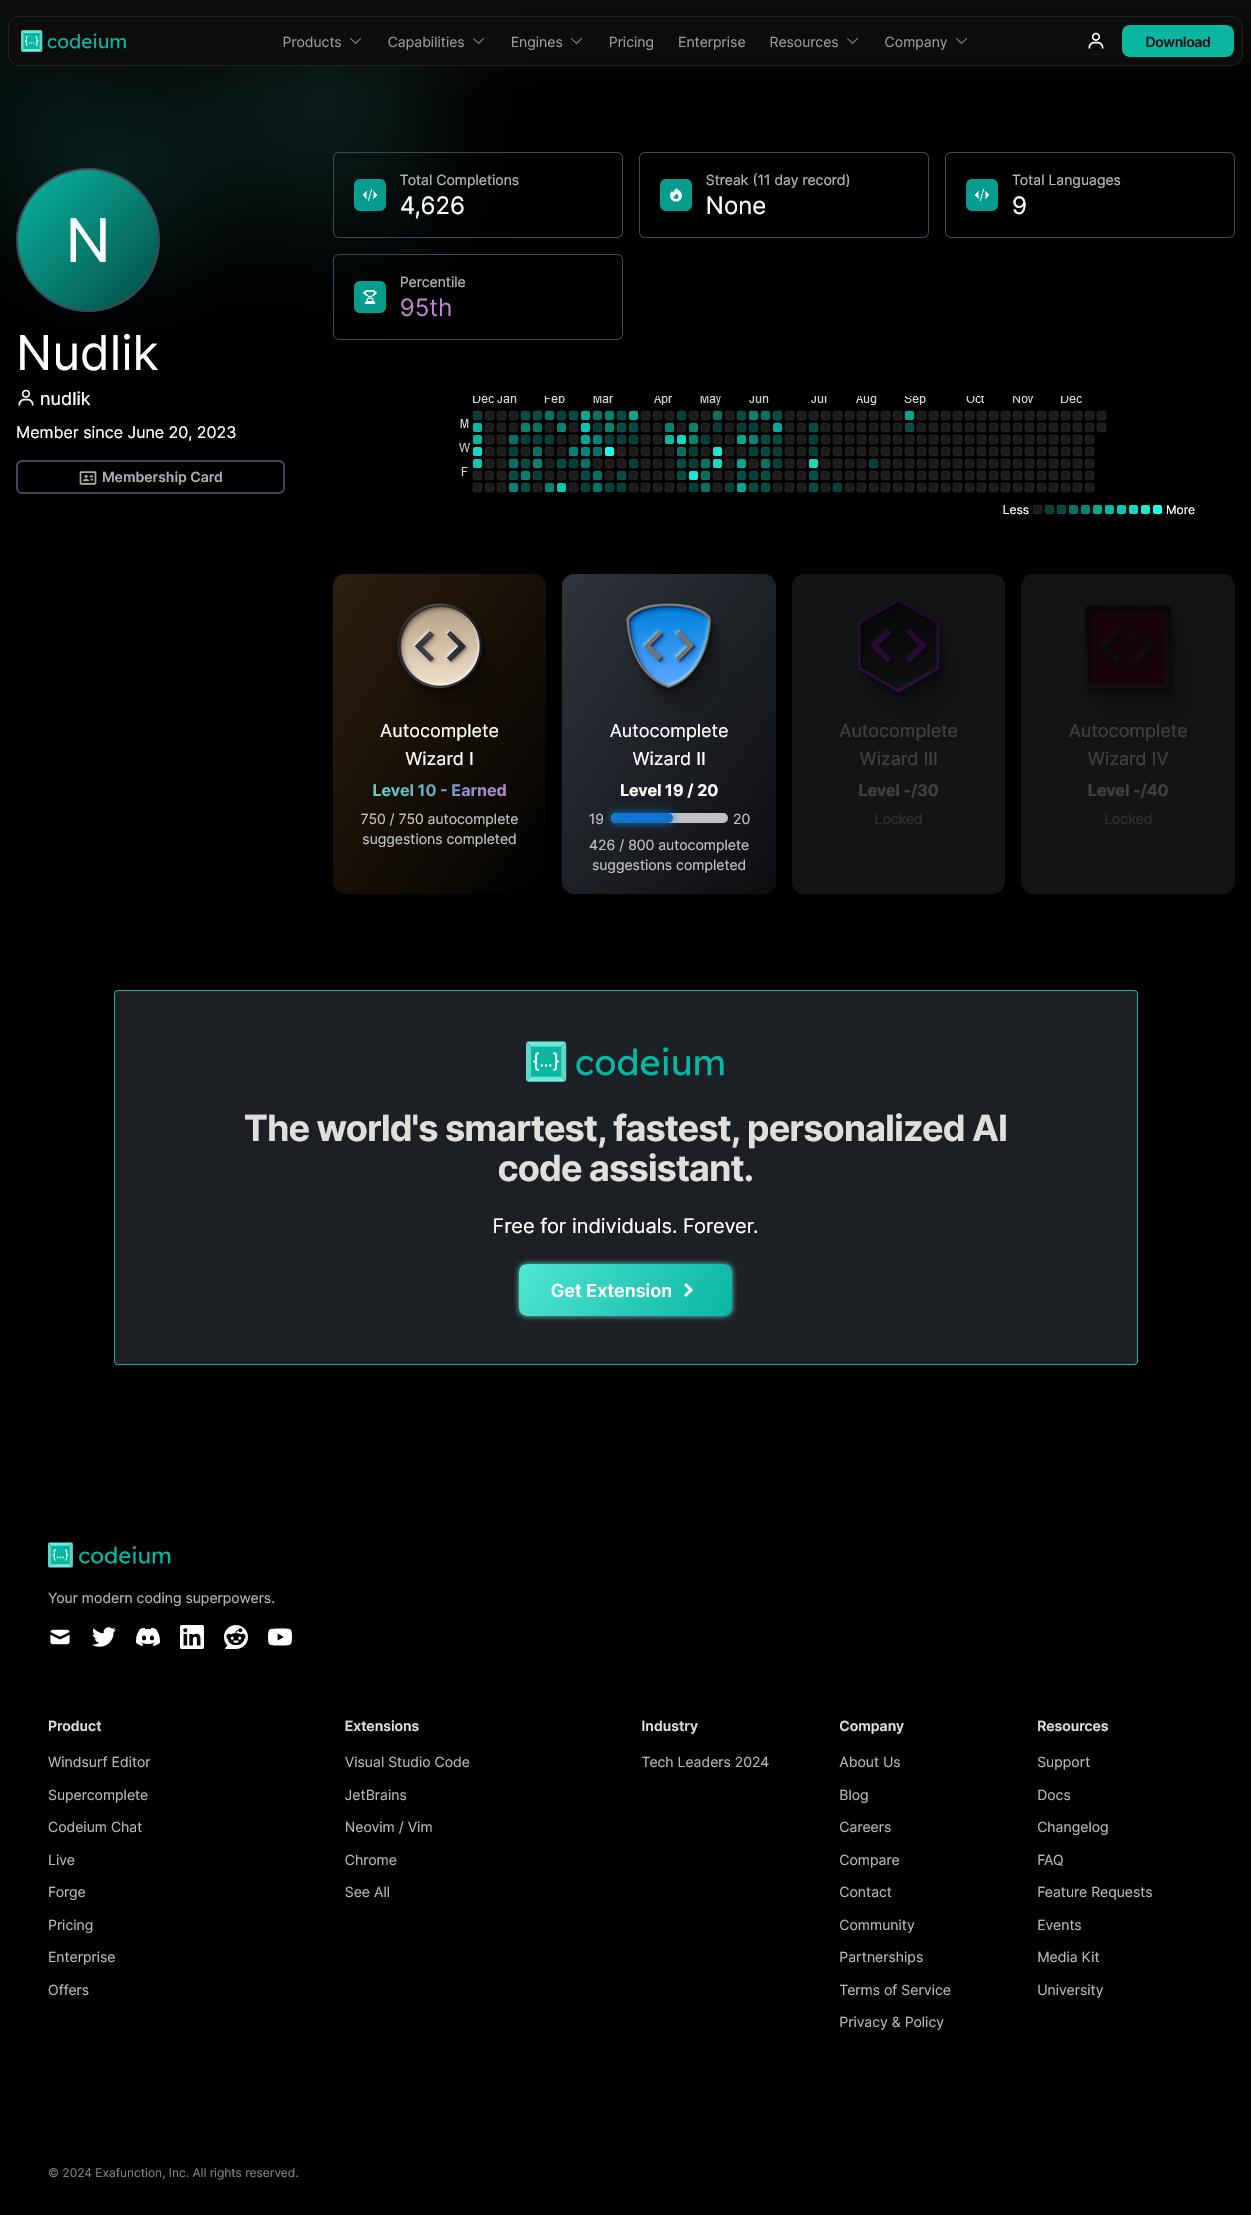 codeium
Products
Capabilities
Engines
Pricing
Enterprise
Resources
Company
Download
N
Nudlik
nudlik
Member since June 20, 2023
Membership Card
Total Completions
4,626
Streak (11 day record)
None
Total Languages
9
Percentile
95th
Dec Jan Feb Mar Apr May Jun Jul Aug Sep Oct Nov Dec
M
W
F
Less More
Autocomplete
Wizard I
Level 10 - Earned
750 / 750 autocomplete
suggestions completed
Autocomplete
Wizard II
Level 19 / 20
19 20
426 / 800 autocomplete
suggestions completed
Autocomplete
Wizard III
Level -/30
Locked
Autocomplete
Wizard IV
Level -/40
Locked
{...} codeium
The world's smartest, fastest, personalized AI
code assistant.
Free for individuals. Forever.
Get Extension
codeium
Your modern coding superpowers.
Product
Windsurf Editor
Supercomplete
Codeium Chat
Live
Forge
Pricing
Enterprise
Offers
Extensions
Visual Studio Code
JetBrains
Neovim / Vim
Chrome
See All
Industry
Tech Leaders 2024
Company
About Us
Blog
Careers
Compare
Contact
Community
Partnerships
Terms of Service
Privacy & Policy
Resources
Support
Docs
Changelog
FAQ
Feature Requests
Events
Media Kit
University
© 2024 Exafunction, Inc. All rights reserved.